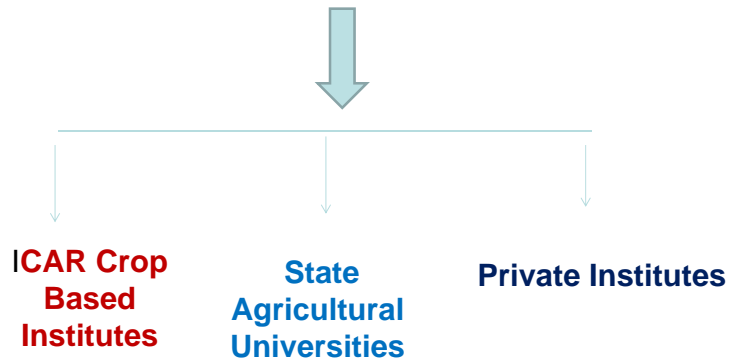 ICAR Crop
Based
Institutes
State
Agricultural
Universities
Private Institutes